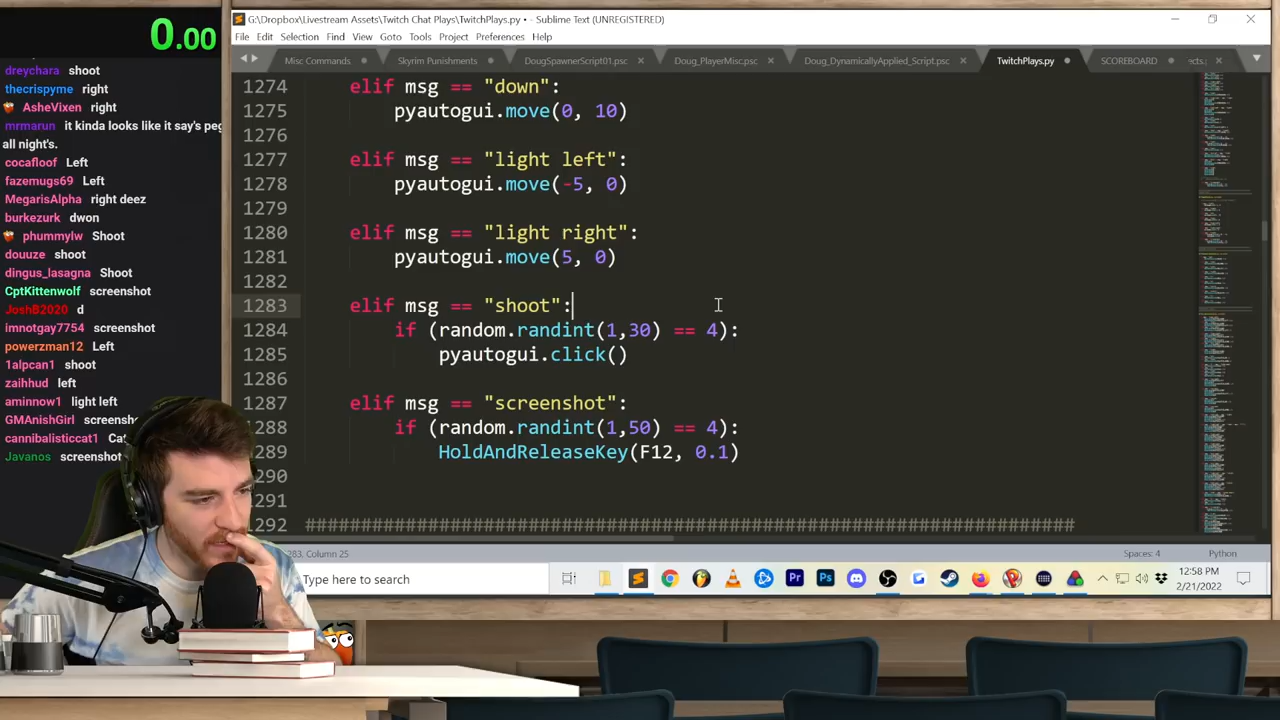 0.00
dreychara shoot
thecrispyme right
AsheVixen right
mrmarun it kinda looks like it say's peg
all night's.
cocafloof Left
fazemugs69 Left
MegarisAlpha right deez
burkezurk dwon
phummylw Shoot
douuze shoot
dingus_lasagna Shoot
CptKittenwolf screenshot
JoshB2020 d
imnotgay7754 screenshot
powerzman12 Left
1alpcan1 shoot
zaihhud left
aminnow1 light left
GMAnishGirl screensho
cannibalisticcat1 Ca
Javanos screenshot
G:\Dropbox\Livestream Assets\Twitch Chat Plays\TwitchPlays.py • - Sublime Text (UNREGISTERED)
File Edit Selection Find View Goto Tools Project Preferences Help
Misc Commands Skyrim Punishments DougSpawnerScript01.psc Doug_PlayerMisc.psc Doug_DynamicallyApplied_Script.psc TwitchPlays.py SCOREBOARD ects.j
1274 elif msg == "down":
1275 pyautogui.move(0, 10)
1276
1277 elif msg == "light left":
1278 pyautogui.move(-5, 0)
1279
1280 elif msg == "light right":
1281 pyautogui.move(5, 0)
1282
1283 elif msg == "shoot":
1284 if (random.randint(1,30) == 4):
1285 pyautogui.click()
1286
1287 elif msg == "screenshot":
1288 if (random.randint(1,50) == 4):
1289 HoldAndReleaseKey(F12, 0.1)
1290
1291
1292 ####################################################################
283, Column 25 Spaces: 4 Python
Type here to search
12:58 PM
2/21/2022